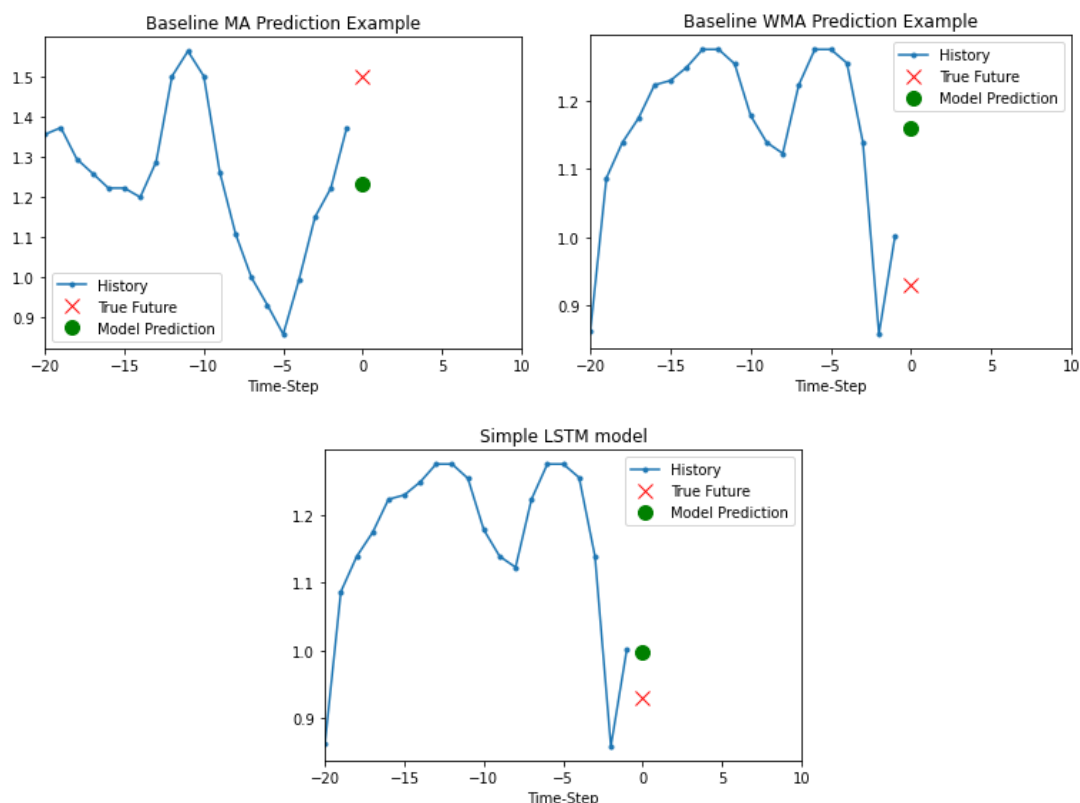 Baseline MA Prediction Example
1.5
1.4
1.3
1.2
1.1
1.0
0.9
History
True Future
Model Prediction
−20
−15
−10
−5
0
5
10
Time-Step
Baseline WMA Prediction Example
1.2
1.1
1.0
0.9
History
True Future
Model Prediction
−20
−15
−10
−5
0
5
10
Time-Step
Simple LSTM model
1.2
1.1
1.0
0.9
History
True Future
Model Prediction
−20
−15
−10
−5
0
5
10
Time-Step